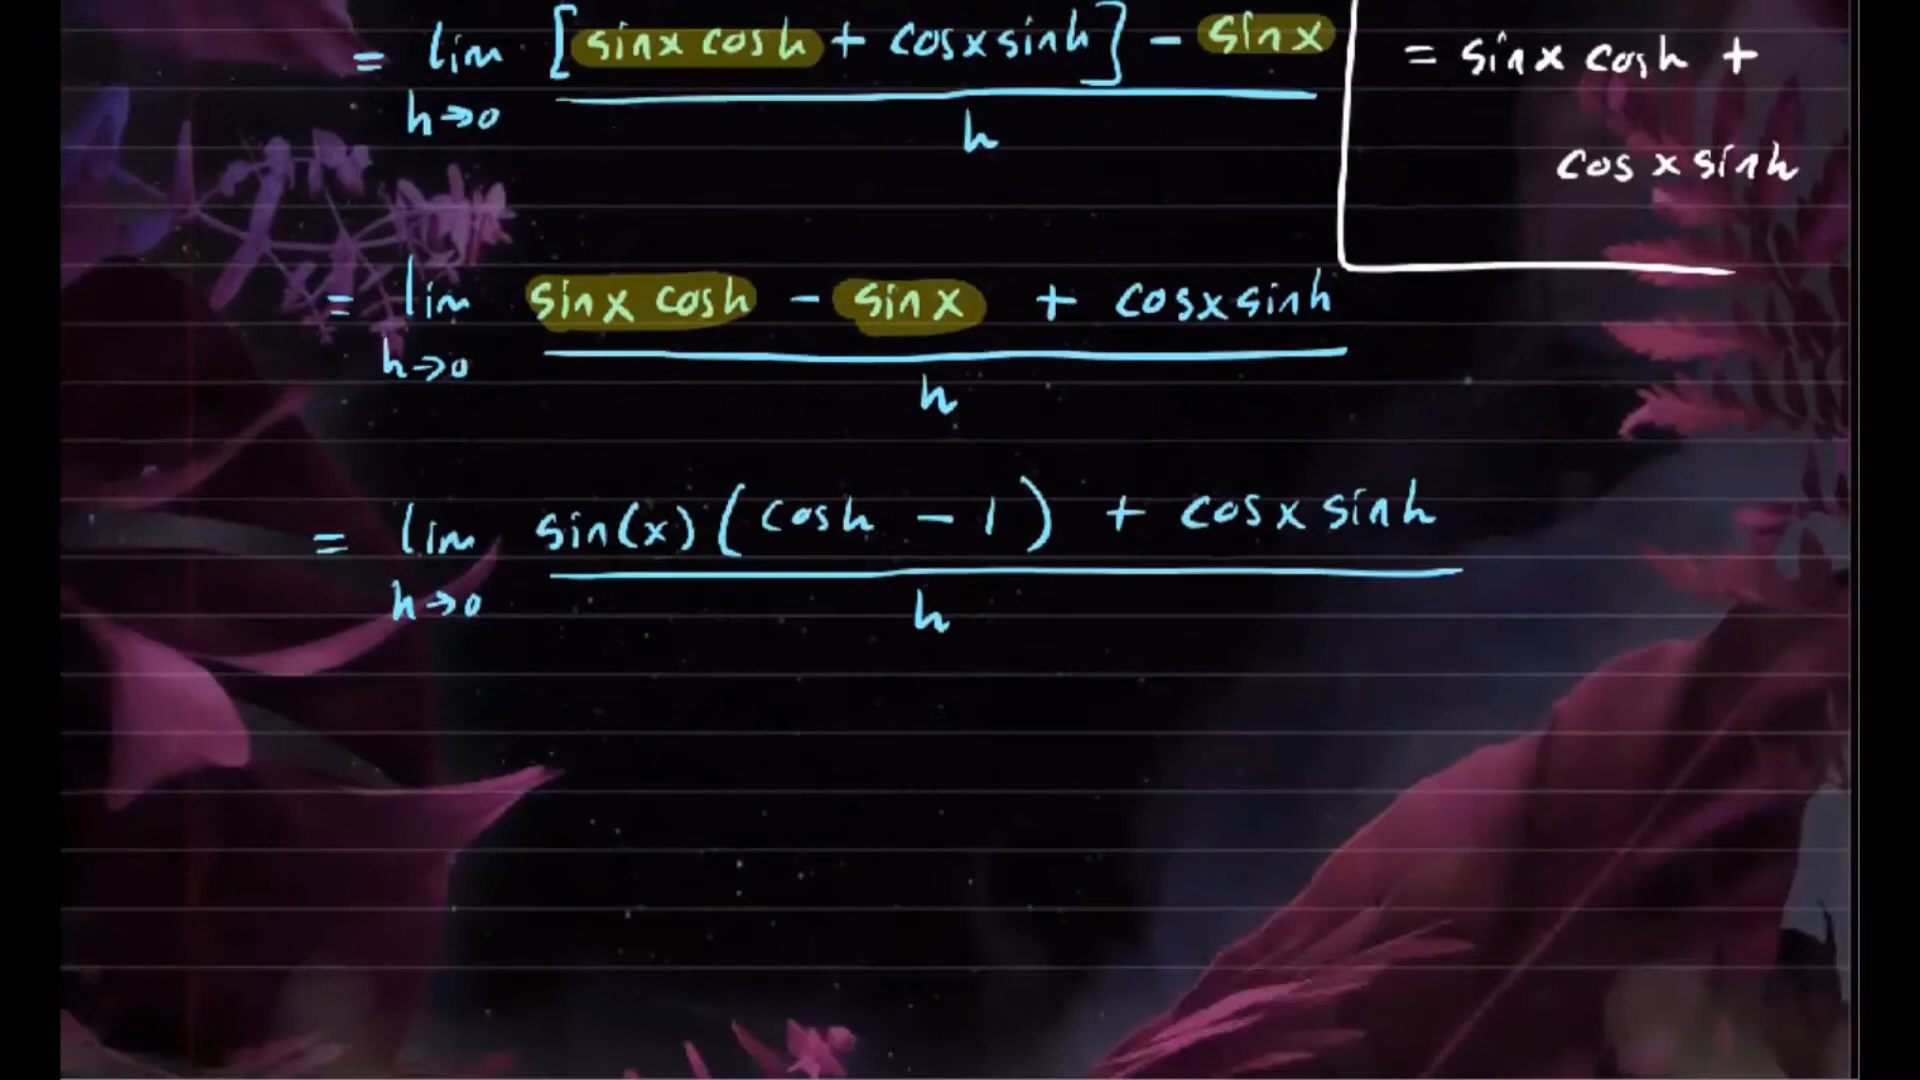 = lim [sinx cosh + cosx sinh] - sinx
h→0 h
= sinx cosh +
cos x sinh
= lim sinx cosh - sinx + cosx sinh
h→0 h
= lim sin(x)(cosh - 1) + cosx sinh
h→0 h